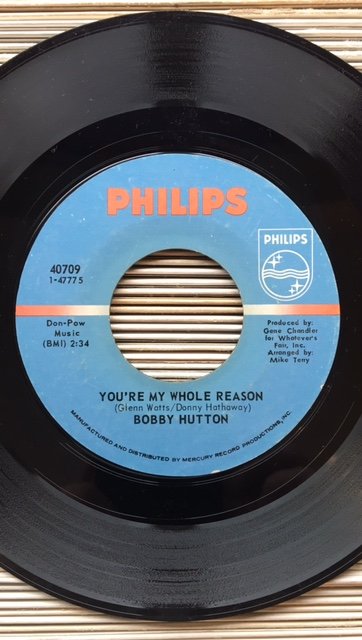 PHILIPS
PHILIPS
40709
1-47775
Don-Pow
Music
(BMI) 2:34
Produced by:
Gene Chandler
for Whatever's
Fair, Inc.
Arranged by:
Mike Terry
YOU'RE MY WHOLE REASON
(Glenn Watts/Donny Hathaway)
BOBBY HUTTON
MANUFACTURED AND DISTRIBUTED BY MERCURY RECORD PRODUCTIONS, INC.